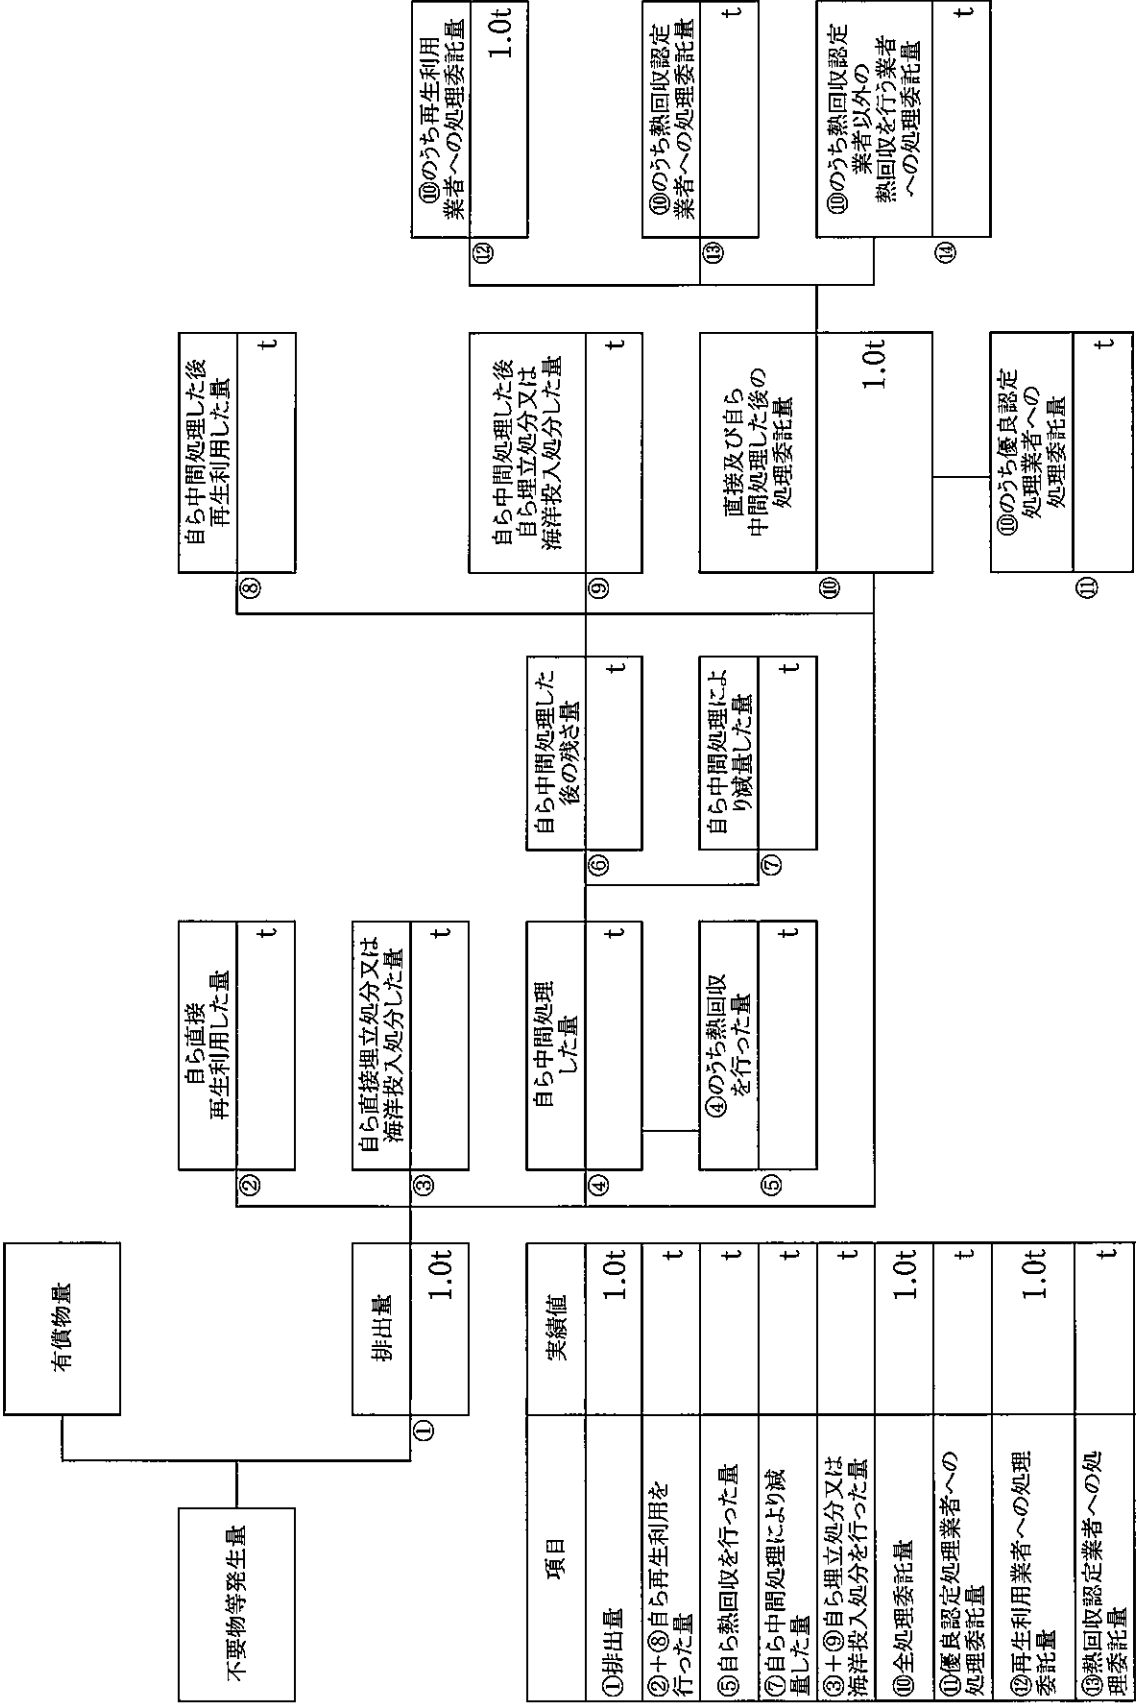 不要物等発生量
有償物量
排出量
①
1.0t
自ら直接
再生利用した量
②
t
自ら直接埋立処分又は
海洋投入処分した量
③
t
自ら中間処理
した量
④
t
④のうち熱回収
を行った量
⑤
t
自ら中間処理した
後の残さ量
⑥
t
自ら中間処理によ
り減量した量
⑦
t
自ら中間処理した後
再生利用した量
⑧
t
自ら中間処理した後
自ら埋立処分又は
海洋投入処分した量
⑨
t
直接及び自ら
中間処理した後の
処理委託量
⑩
1.0t
⑩のうち優良認定
処理業者への
処理委託量
⑪
t
⑩のうち再生利用
業者への処理委託量
⑫
1.0t
⑩のうち熱回収認定
業者への処理委託量
⑬
t
⑩のうち熱回収認定
業者以外の
熱回収を行う業者
への処理委託量
⑭
t
項目 実績値
①排出量 1.0t
②+⑧自ら再生利用を
行った量 t
⑤自ら熱回収を行った量 t
⑦自ら中間処理により減
量した量 t
③+⑨自ら埋立処分又は
海洋投入処分を行った量 t
⑩全処理委託量 1.0t
⑪優良認定処理業者への
処理委託量 t
⑫再生利用業者への処理
委託量 1.0t
⑬熱回収認定業者への処
理委託量 t